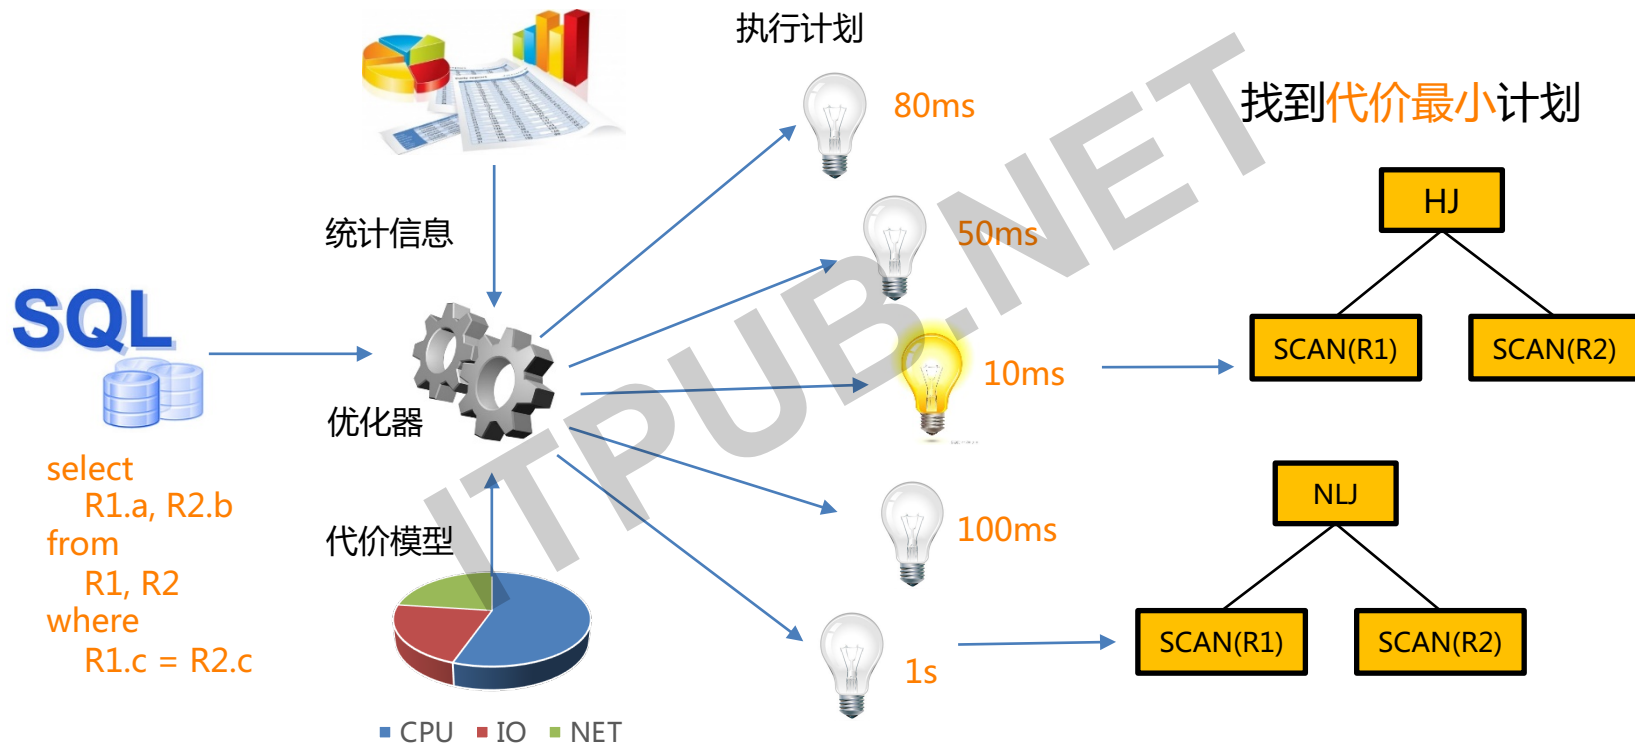 执行计划
80ms
找到代价最小计划
HJ
统计信息
50ms
SQL
SCAN(R1)
SCAN(R2)
10ms
优化器
select
R1.a, R2.b
from
R1, R2
where
R1.c = R2.c
代价模型
100ms
NLJ
SCAN(R1)
SCAN(R2)
1s
CPU
IO
NET
ITPUB.NET